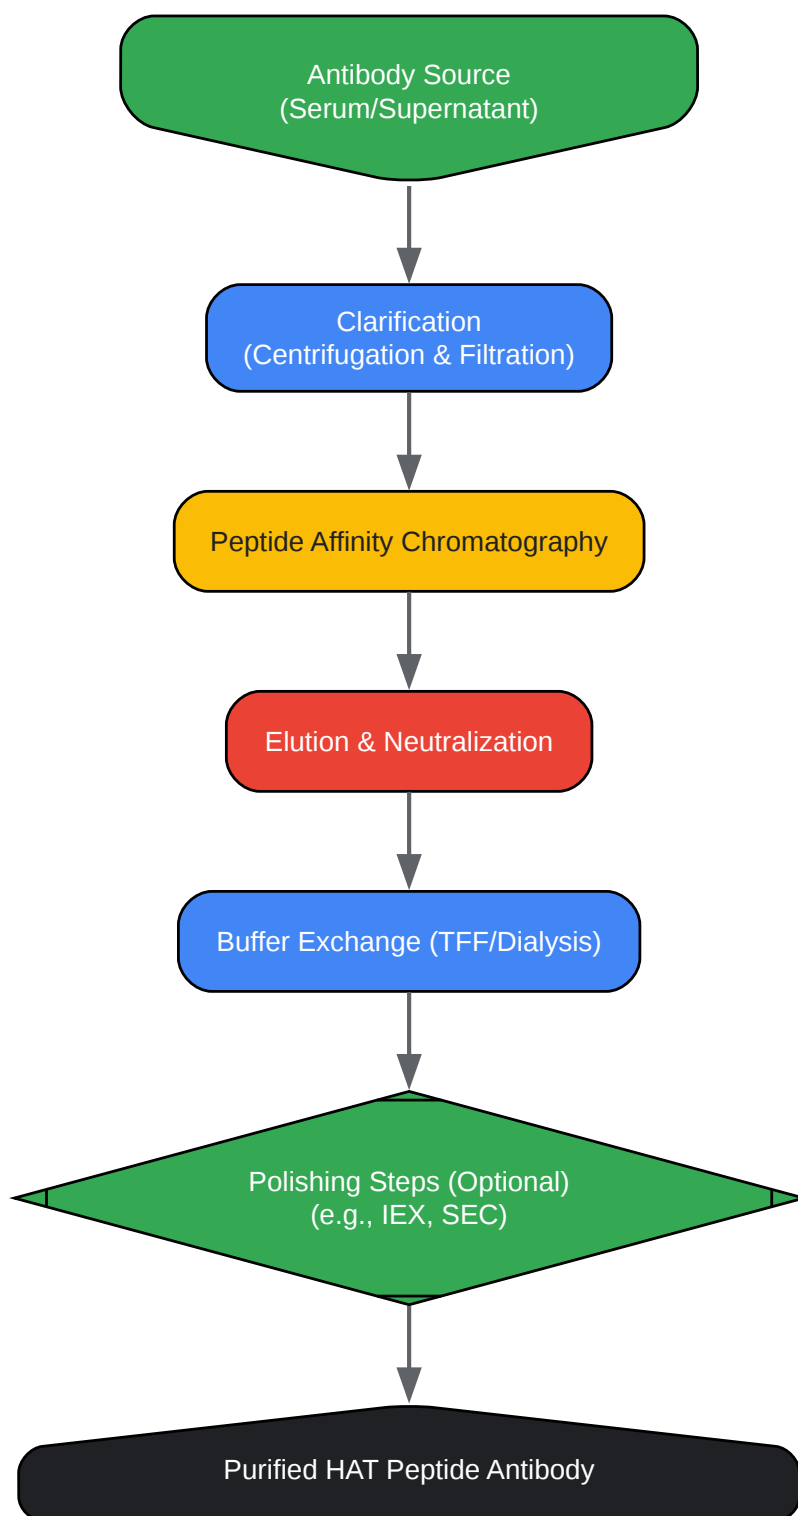 Antibody Source
(Serum/Supernatant)
Clarification
(Centrifugation & Filtration)
Peptide Affinity Chromatography
Elution & Neutralization
Buffer Exchange (TFF/Dialysis)
Polishing Steps (Optional)
(e.g., IEX, SEC)
Purified HAT Peptide Antibody